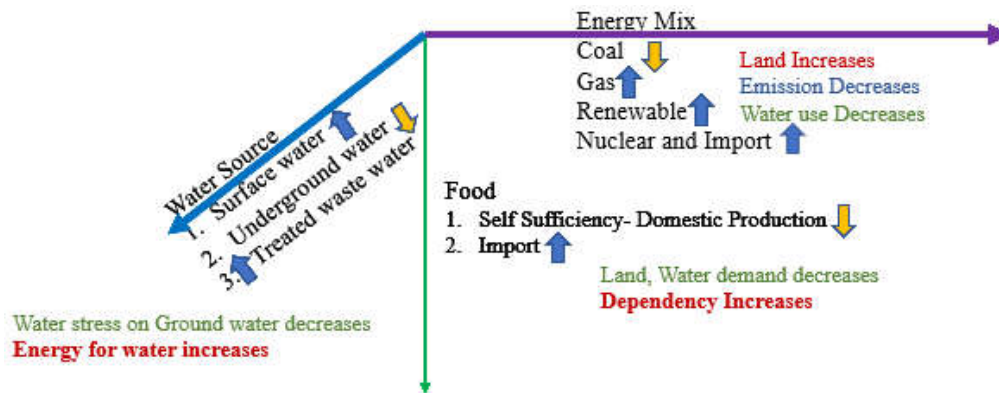 Energy Mix
Coal
Gas
Renewable
Nuclear and Import
Land Increases
Emission Decreases
Water use Decreases
Water Source
1. Surface water
2. Underground water
3. Treated waste water
Water stress on Ground water decreases
Energy for water increases
Food
1. Self Sufficiency- Domestic Production
2. Import
Land, Water demand decreases
Dependency Increases